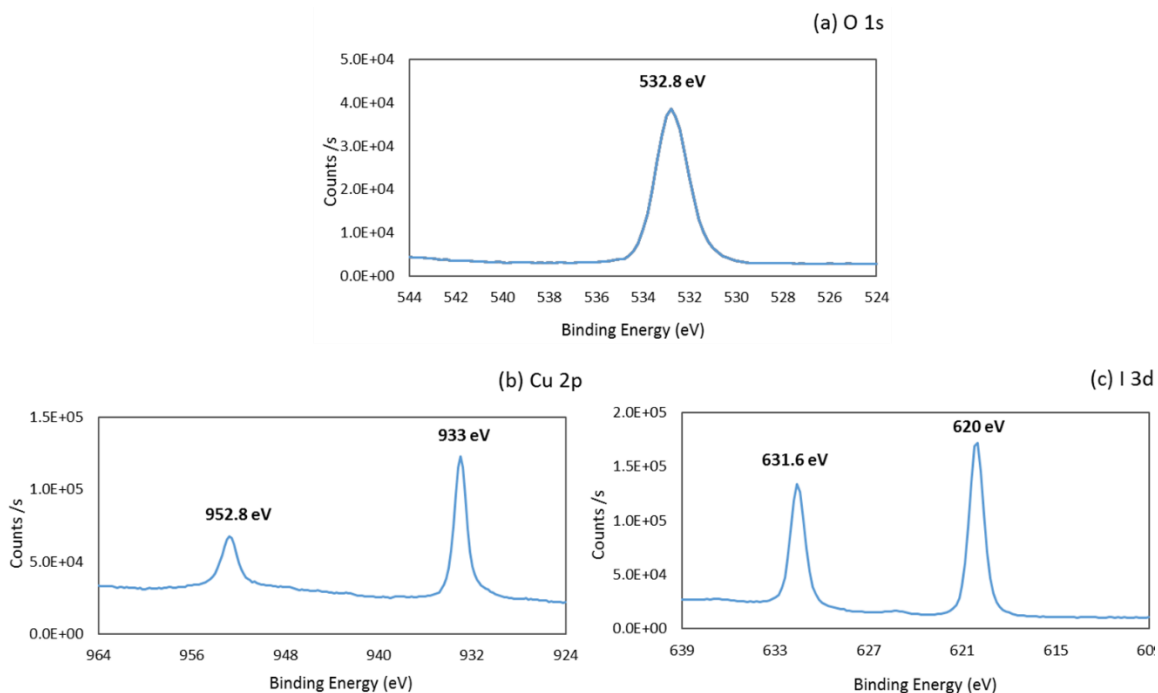 (a) O 1s
5.0E+04
532.8 eV
4.0E+04
3.0E+04
Counts /s
2.0E+04
1.0E+04
0.0E+00
544 542 540 538 536 534 532 530 528 526 524
Binding Energy (eV)
(b) Cu 2p
1.5E+05
933 eV
1.0E+05
952.8 eV
Counts /s
5.0E+04
0.0E+00
964 956 948 940 932 924
Binding Energy (eV)
(c) I 3d
2.0E+05
620 eV
631.6 eV
1.5E+05
Counts /s
1.0E+05
5.0E+04
0.0E+00
639 633 627 621 615 609
Binding Energy (eV)